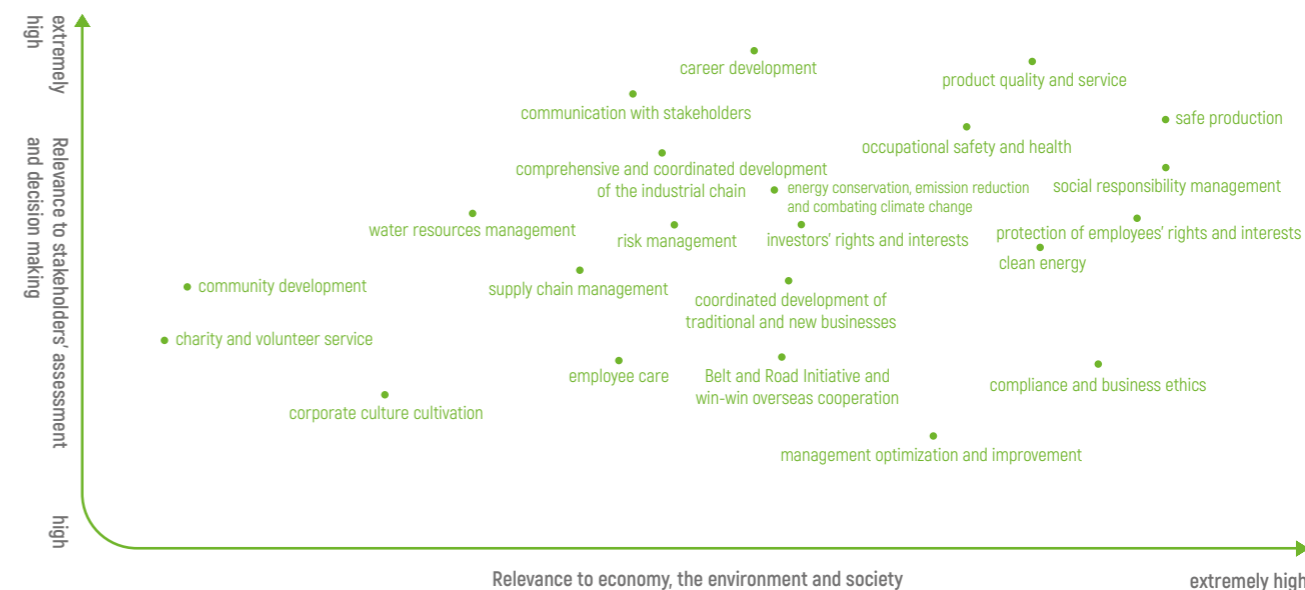 extremely
high
Relevance to stakeholders' assessment
and decision making
high
career development
product quality and service
communication with stakeholders
safe production
occupational safety and health
comprehensive and coordinated development
of the industrial chain
energy conservation, emission reduction
and combating climate change
social responsibility management
water resources management
risk management
investors' rights and interests
protection of employees' rights and interests
clean energy
community development
supply chain management
coordinated development of
traditional and new businesses
charity and volunteer service
employee care
Belt and Road Initiative and
win-win overseas cooperation
compliance and business ethics
corporate culture cultivation
management optimization and improvement
Relevance to economy, the environment and society
extremely high